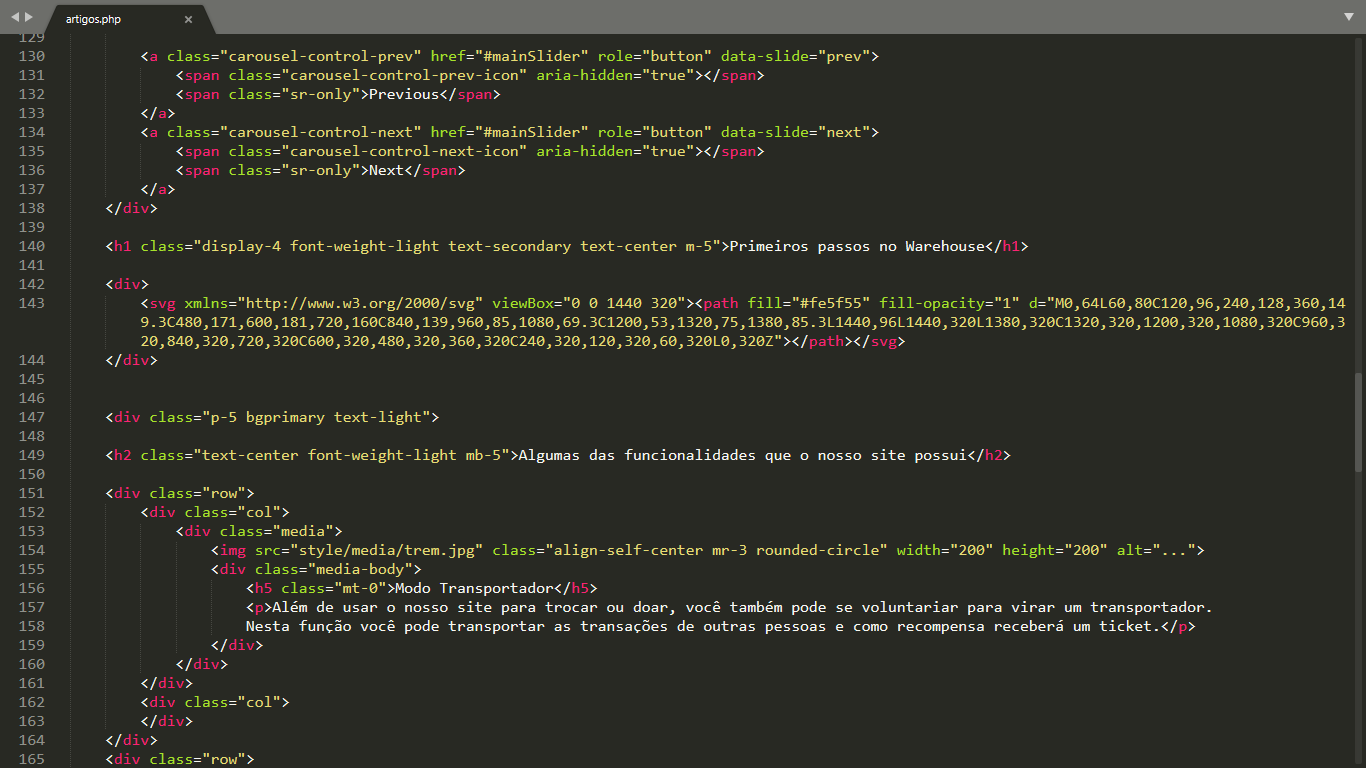 artigos.php ×
129
130 <a class="carousel-control-prev" href="#mainSlider" role="button" data-slide="prev">
131 <span class="carousel-control-prev-icon" aria-hidden="true"></span>
132 <span class="sr-only">Previous</span>
133 </a>
134 <a class="carousel-control-next" href="#mainSlider" role="button" data-slide="next">
135 <span class="carousel-control-next-icon" aria-hidden="true"></span>
136 <span class="sr-only">Next</span>
137 </a>
138 </div>
139
140 <h1 class="display-4 font-weight-light text-secondary text-center m-5">Primeiros passos no Warehouse</h1>
141
142 <div>
143 <svg xmlns="http://www.w3.org/2000/svg" viewBox="0 0 1440 320"><path fill="#fe5f55" fill-opacity="1" d="M0,64L60,80C120,96,240,128,360,14
9.3C480,171,600,181,720,160C840,139,960,85,1080,69.3C1200,53,1320,75,1380,85.3L1440,96L1440,320L1380,320C1320,320,1200,320,1080,320C960,3
20,840,320,720,320C600,320,480,320,360,320C240,320,120,320,60,320L0,320Z"></path></svg>
144 </div>
145
146
147 <div class="p-5 bgprimary text-light">
148
149 <h2 class="text-center font-weight-light mb-5">Algumas das funcionalidades que o nosso site possui</h2>
150
151 <div class="row">
152 <div class="col">
153 <div class="media">
154 <img src="style/media/trem.jpg" class="align-self-center mr-3 rounded-circle" width="200" height="200" alt="...">
155 <div class="media-body">
156 <h5 class="mt-0">Modo Transportador</h5>
157 <p>Além de usar o nosso site para trocar ou doar, você também pode se voluntariar para virar um transportador.
158 Nesta função você pode transportar as transações de outras pessoas e como recompensa receberá um ticket.</p>
159 </div>
160 </div>
161 </div>
162 <div class="col">
163 </div>
164 </div>
165 <div class="row">